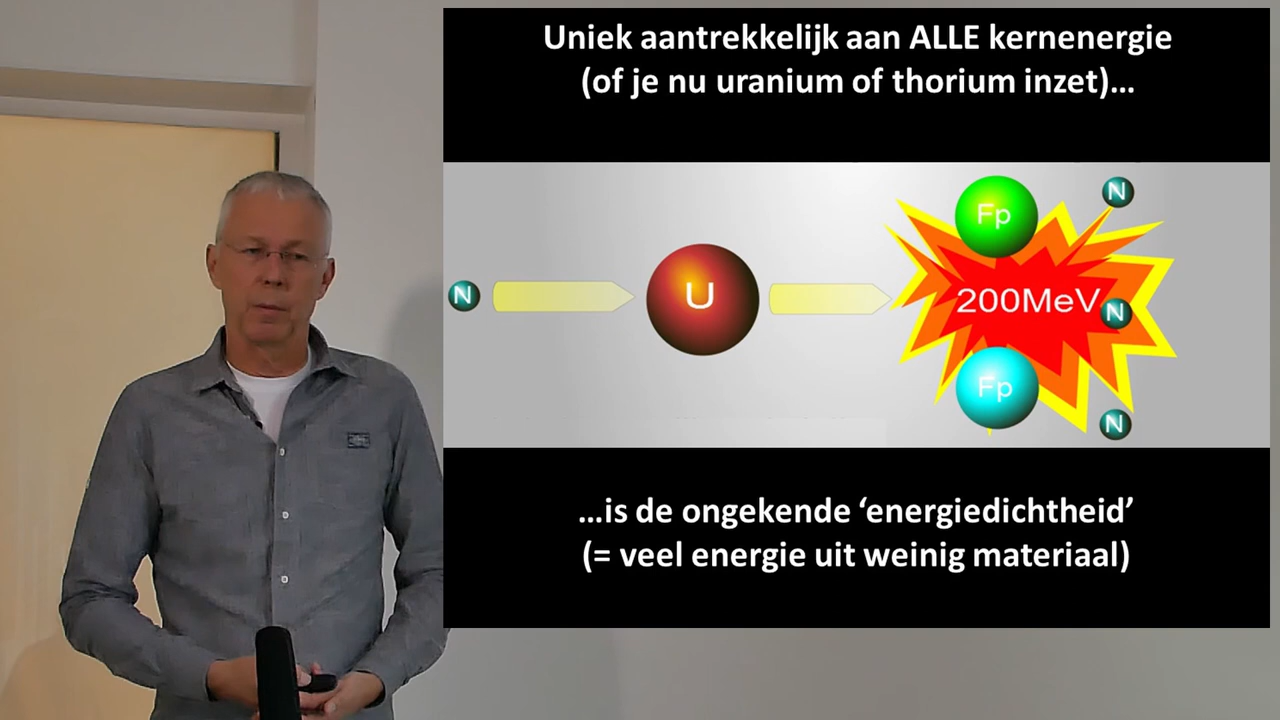 Uniek aantrekkelijk aan ALLE kernenergie
(of je nu uranium of thorium inzet)…
N
U
Fp
N
200MeV
N
Fp
N
…is de ongekende ‘energiedichtheid’
(= veel energie uit weinig materiaal)